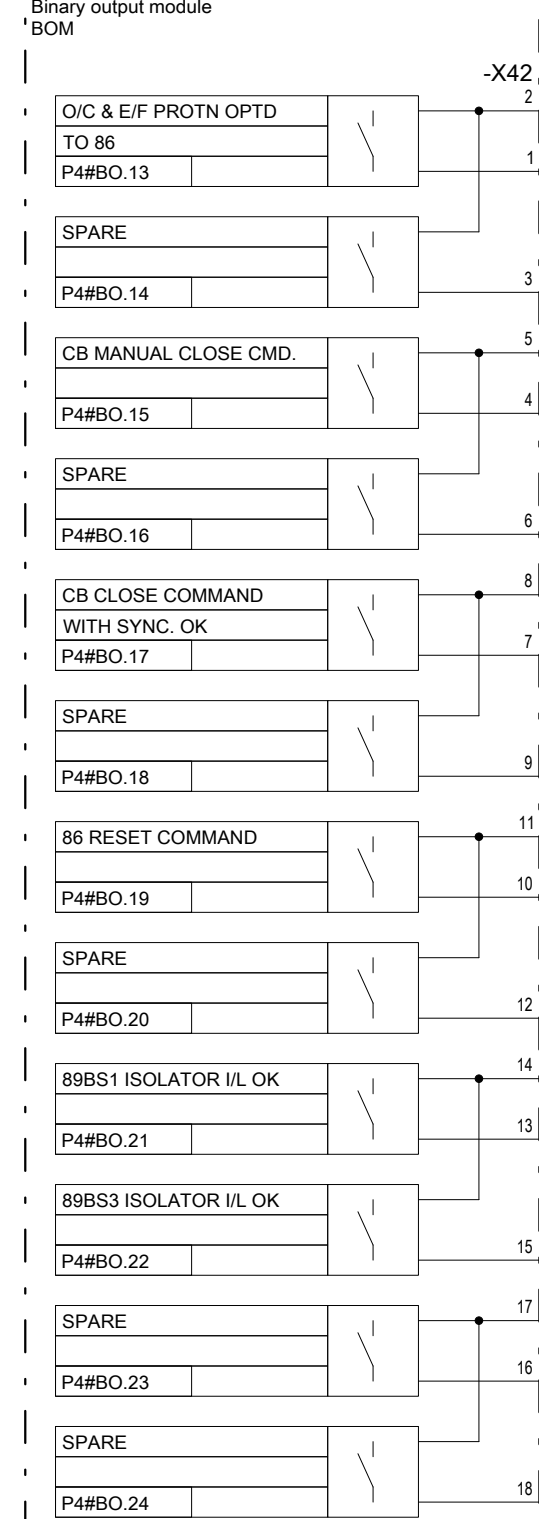 Binary output module
BOM
-X42
2
O/C & E/F PROTN OPTD
TO 86
1
P4#BO.13
SPARE
3
P4#BO.14
5
CB MANUAL CLOSE CMD.
4
P4#BO.15
SPARE
6
P4#BO.16
8
CB CLOSE COMMAND
WITH SYNC. OK
7
P4#BO.17
SPARE
9
P4#BO.18
11
86 RESET COMMAND
10
P4#BO.19
SPARE
12
P4#BO.20
14
89BS1 ISOLATOR I/L OK
13
P4#BO.21
89BS3 ISOLATOR I/L OK
15
P4#BO.22
17
SPARE
16
P4#BO.23
SPARE
18
P4#BO.24